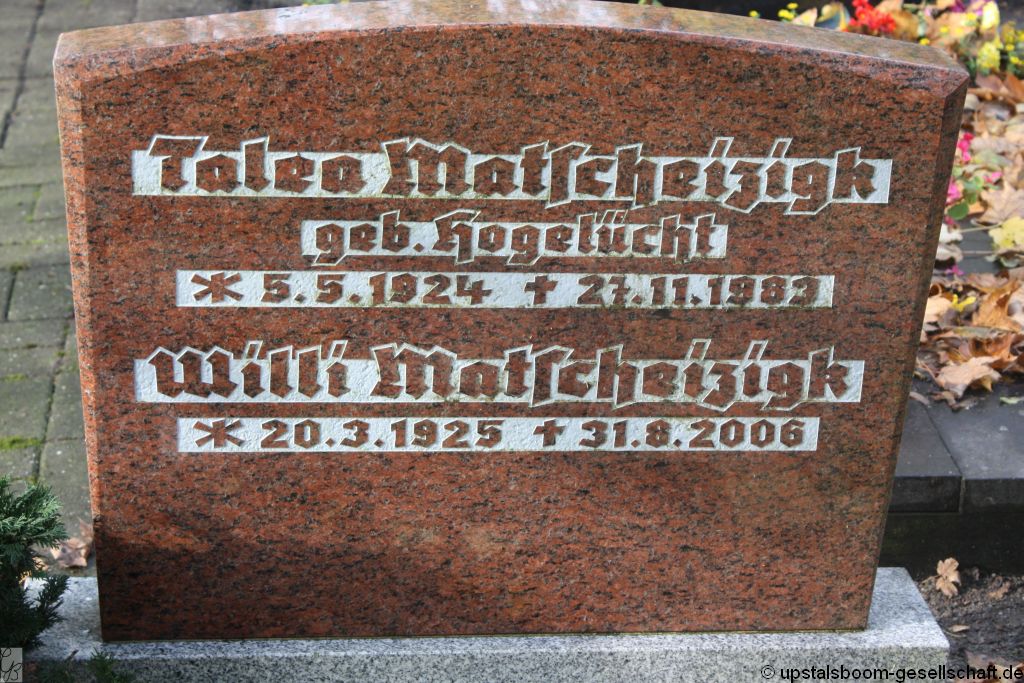 Talea Matscheizigk
geb. Hogelücht
* 5.5.1924 † 27.11.1983
Willi Matscheizigk
* 20.3.1925 † 31.8.2006
© upstalsboom-gesellschaft.de